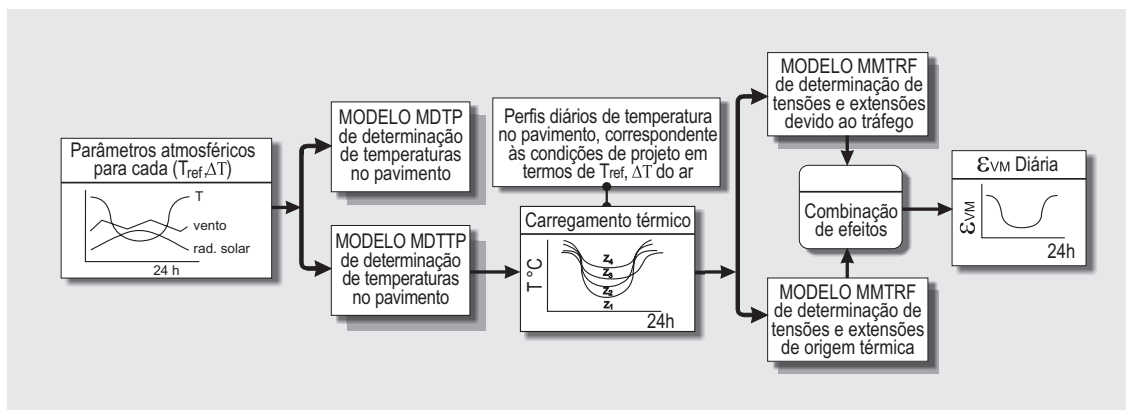 Parâmetros atmosféricos
para cada (Tref,ΔT)
T
vento
rad. solar
24 h
MODELO MDTP
de determinação
de temperaturas
no pavimento
MODELO MDTTP
de determinação
de temperaturas
no pavimento
Perfis diários de temperatura
no pavimento, correspondente
às condições de projeto em
termos de Tref, ΔT do ar
Carregamento térmico
T °C
z4
z3
z2
z1
24h
MODELO MMTRF
de determinação de
tensões e extensões
devido ao tráfego
Combinação
de efeitos
MODELO MMTRF
de determinação de
tensões e extensões
de origem térmica
εVM Diária
εVM
24h